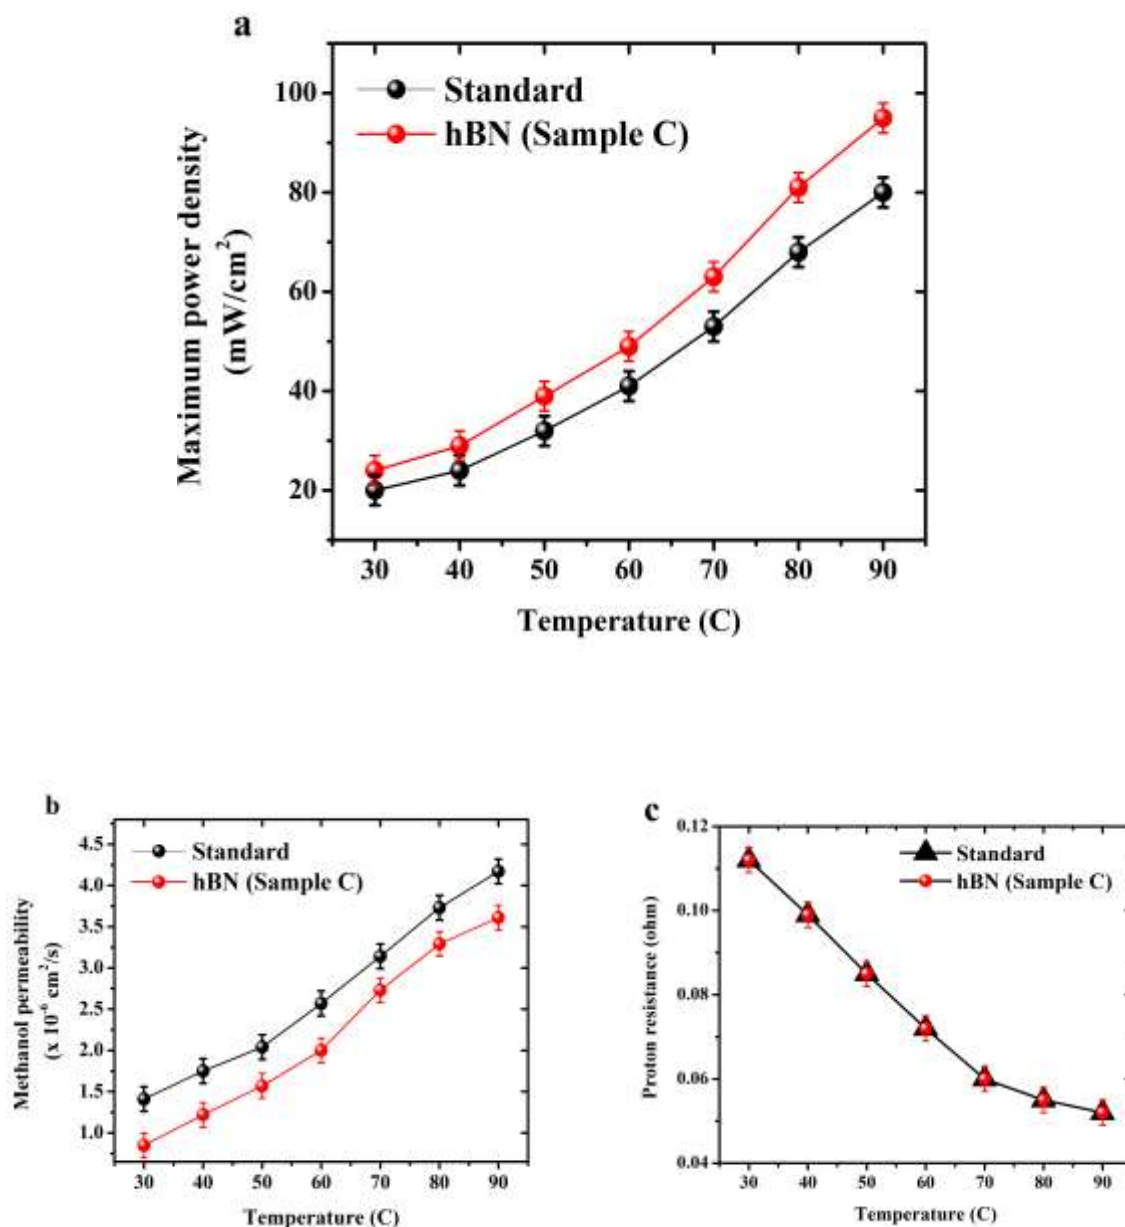 a
Standard
hBN (Sample C)
100
80
60
40
20
Maximum power density
(mW/cm²)
30 40 50 60 70 80 90
Temperature (C)
b
Standard
hBN (Sample C)
4.5
4.0
3.5
3.0
2.5
2.0
1.5
1.0
Methanol permeability
(x 10⁻⁶ cm²/s)
30 40 50 60 70 80 90
Temperature (C)
c
Standard
hBN (Sample C)
0.12
0.10
0.08
0.06
0.04
Proton resistance (ohm)
30 40 50 60 70 80 90
Temperature (C)